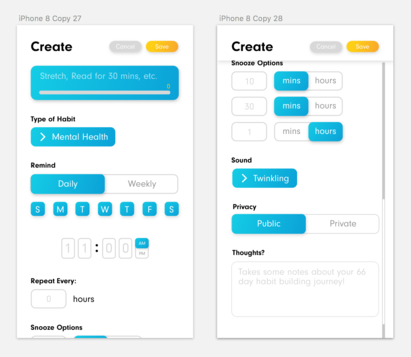 iPhone 8 Copy 27
Create
Cancel
Save
Stretch, Read for 30 mins, etc.
0
Type of Habit
Mental Health
Remind
Daily Weekly
S M T W T F S
1 1 : 0 0 AM
PM
Repeat Every:
0 hours
Snooze Options
iPhone 8 Copy 28
Create
Cancel
Save
Snooze Options
10 mins hours
30 mins hours
1 mins hours
Sound
Twinkling
Privacy
Public Private
Thoughts?
Takes some notes about your 66
day habit building journey!